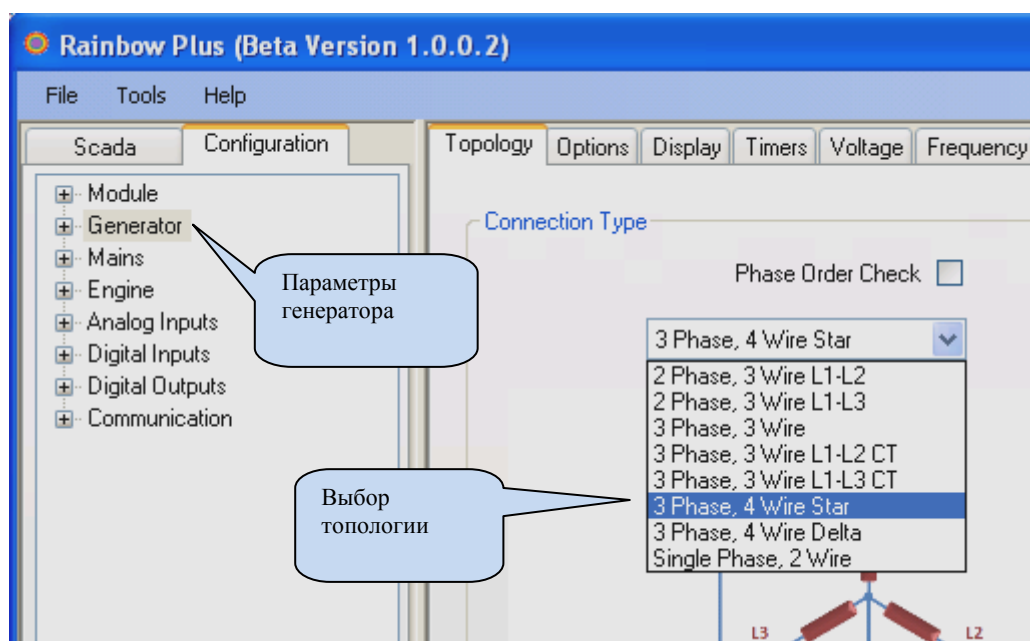 Rainbow Plus (Beta Version 1.0.0.2)
File Tools Help
Scada Configuration
Topology Options Display Timers Voltage Frequency
Module
Generator
Mains
Engine
Analog Inputs
Digital Inputs
Digital Outputs
Communication
Параметры
генератора
Connection Type
Phase Order Check
3 Phase, 4 Wire Star
2 Phase, 3 Wire L1-L2
2 Phase, 3 Wire L1-L3
3 Phase, 3 Wire
3 Phase, 3 Wire L1-L2 CT
3 Phase, 3 Wire L1-L3 CT
3 Phase, 4 Wire Star
3 Phase, 4 Wire Delta
Single Phase, 2 Wire
Выбор
топологии
L3 L2